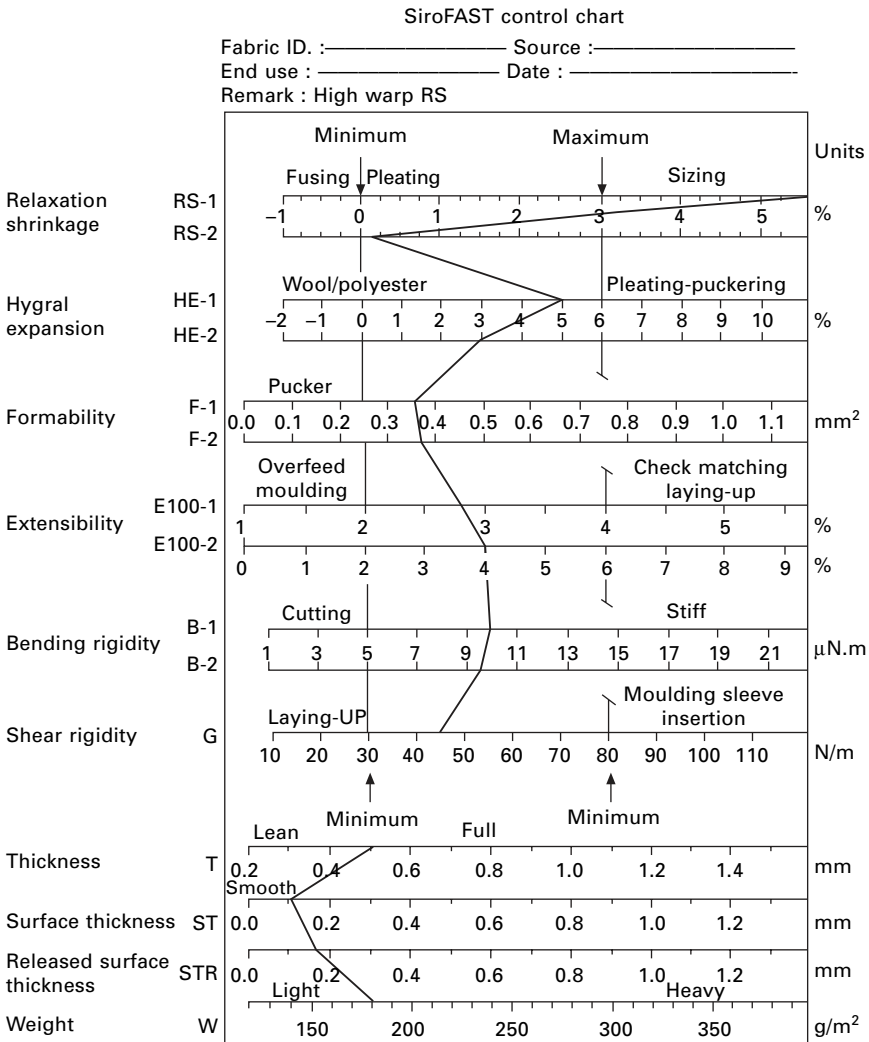 SiroFAST control chart
Fabric ID. : Source :
End use : Date :
Remark : High warp RS
Minimum Maximum Units
Fusing Pleating Sizing
Relaxation shrinkage RS-1
–1 0 1 2 3 4 5 %
RS-2
Wool/polyester Pleating-puckering
Hygral expansion HE-1
–2 –1 0 1 2 3 4 5 6 7 8 9 10 %
HE-2
Pucker
Formability F-1
0.0 0.1 0.2 0.3 0.4 0.5 0.6 0.7 0.8 0.9 1.0 1.1 mm²
F-2
Overfeed moulding Check matching laying-up
Extensibility E100-1
1 2 3 4 5 %
E100-2
0 1 2 3 4 5 6 7 8 9 %
Cutting Stiff
Bending rigidity B-1
1 3 5 7 9 11 13 15 17 19 21 μN.m
B-2
Laying-UP Moulding sleeve insertion
Shear rigidity G
10 20 30 40 50 60 70 80 90 100 110 N/m
Minimum Minimum
Lean Full
Thickness T
0.2 0.4 0.6 0.8 1.0 1.2 1.4 mm
Smooth
Surface thickness ST
0.0 0.2 0.4 0.6 0.8 1.0 1.2 mm
Released surface thickness STR
0.0 0.2 0.4 0.6 0.8 1.0 1.2 mm
Light Heavy
Weight W
150 200 250 300 350 g/m²